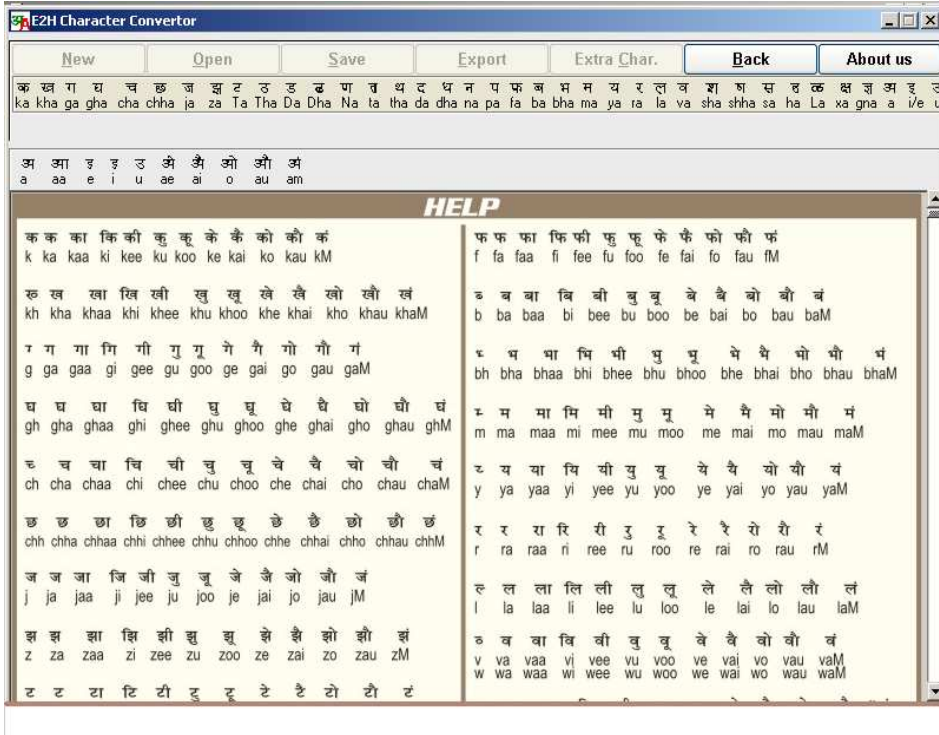 E2H Character Convertor
New Open Save Export Extra Char. Back About us
क ख ग घ च छ ज झ ट ठ ड ढ ण त थ द ध न प फ ब भ म य र ल व श ष स ह ळ क्ष ज्ञ अ इ उ
ka kha ga gha cha chha ja za Ta Tha Da Dha Na ta tha da dha na pa fa ba bha ma ya ra la va sha shha sa ha La xa gna a i/e u
अ आ इ इ उ अे अै ओ औ अं
a aa e i u ae ai o au am
HELP
क क का कि की कु कू के कै को कौ कं
k ka kaa ki kee ku koo ke kai ko kau kM
ख्‍ ख खा खि खी खु खू खे खै खो खौ खं
kh kha khaa khi khee khu khoo khe khai kho khau khaM
ग्‍ ग गा गि गी गु गू गे गै गो गौ गं
g ga gaa gi gee gu goo ge gai go gau gaM
घ घ घा घि घी घु घू घे घै घो घौ घं
gh gha ghaa ghi ghee ghu ghoo ghe ghai gho ghau ghM
च्‍ च चा चि ची चु चू चे चै चो चौ चं
ch cha chaa chi chee chu choo che chai cho chau chaM
छ छ छा छि छी छु छू छे छै छो छौ छं
chh chha chhaa chhi chhee chhu chhoo chhe chhai chho chhau chhM
ज ज जा जि जी जु जू जे जै जो जौ जं
j ja jaa ji jee ju joo je jai jo jau jM
झ झ झा झि झी झु झू झे झै झो झौ झं
z za zaa zi zee zu zoo ze zai zo zau zM
ट ट टा टि टी टु टू टे टै टो टौ टं
फ फ फा फि फी फु फू फे फै फो फौ फं
f fa faa fi fee fu foo fe fai fo fau fM
ब्‍ ब बा बि बी बु बू बे बै बो बौ बं
b ba baa bi bee bu boo be bai bo bau baM
भ्‍ भ भा भि भी भु भू भे भै भो भौ भं
bh bha bhaa bhi bhee bhu bhoo bhe bhai bho bhau bhaM
म्‍ म मा मि मी मु मू मे मै मो मौ मं
m ma maa mi mee mu moo me mai mo mau maM
य्‍ य या यि यी यु यू ये यै यो यौ यं
y ya yaa yi yee yu yoo ye yai yo yau yaM
र र रा रि री रु रू रे रै रो रौ रं
r ra raa ri ree ru roo re rai ro rau rM
ल्‍ ल ला लि ली लु लू ले लै लो लौ लं
l la laa li lee lu loo le lai lo lau laM
व्‍ व वा वि वी वु वू वे वै वो वौ वं
v va vaa vi vee vu voo ve vai vo vau vaM
w wa waa wi wee wu woo we wai wo wau waM